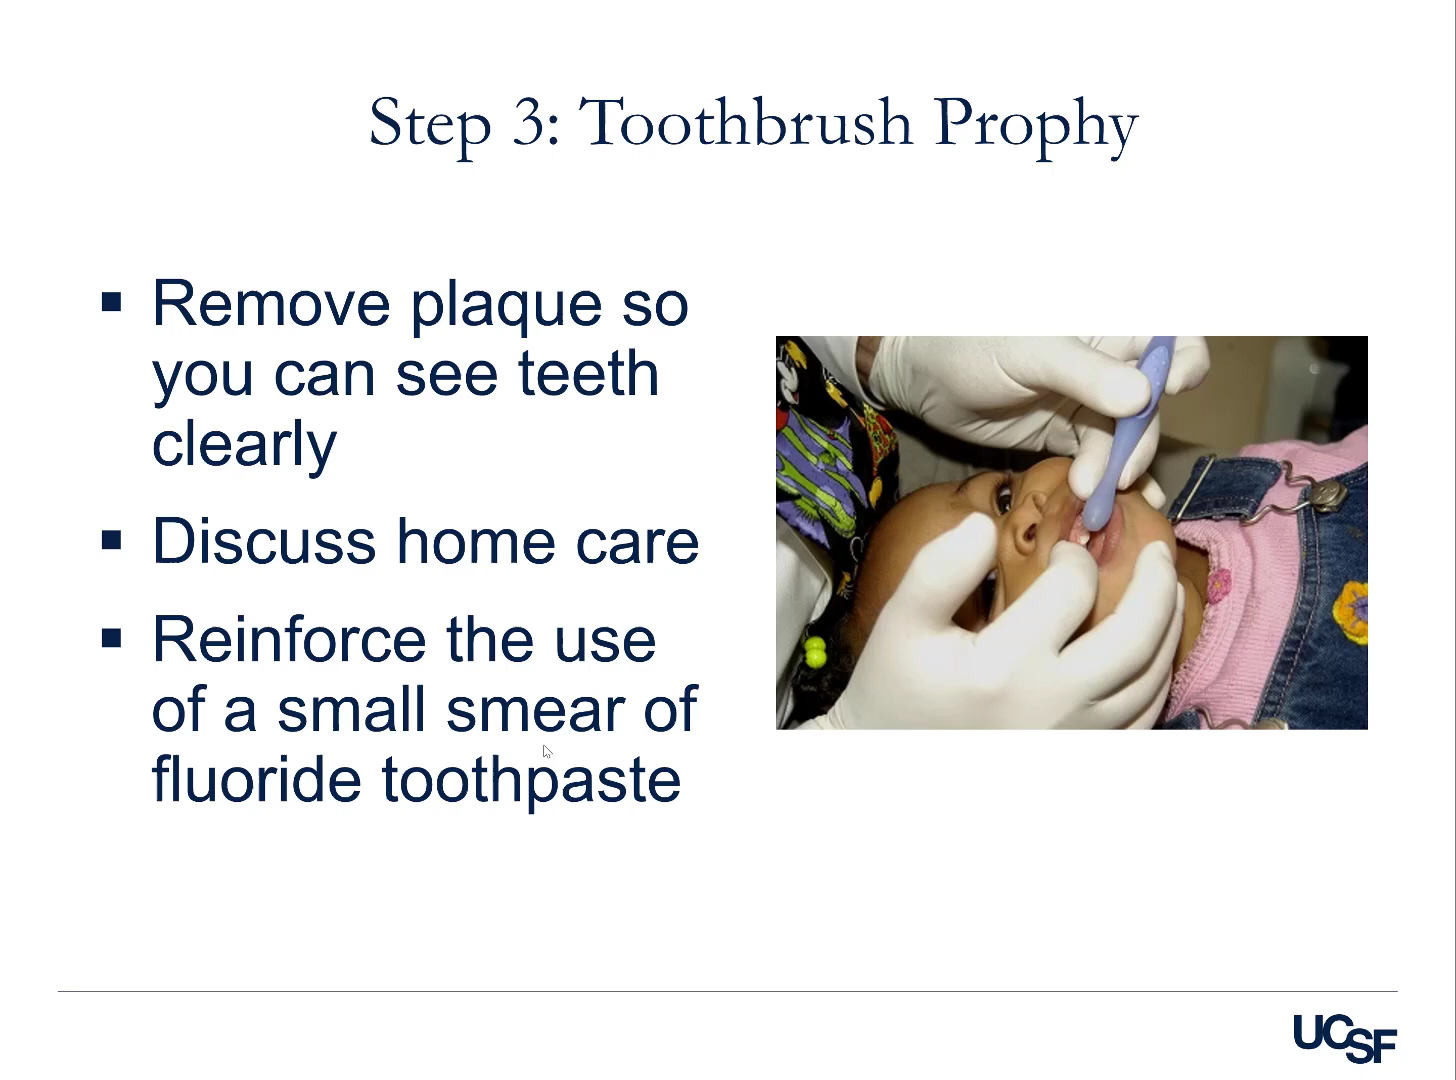 Step 3: Toothbrush Prophy
Remove plaque so
you can see teeth
clearly
Discuss home care
Reinforce the use
of a small smear of
fluoride toothpaste
UCSF